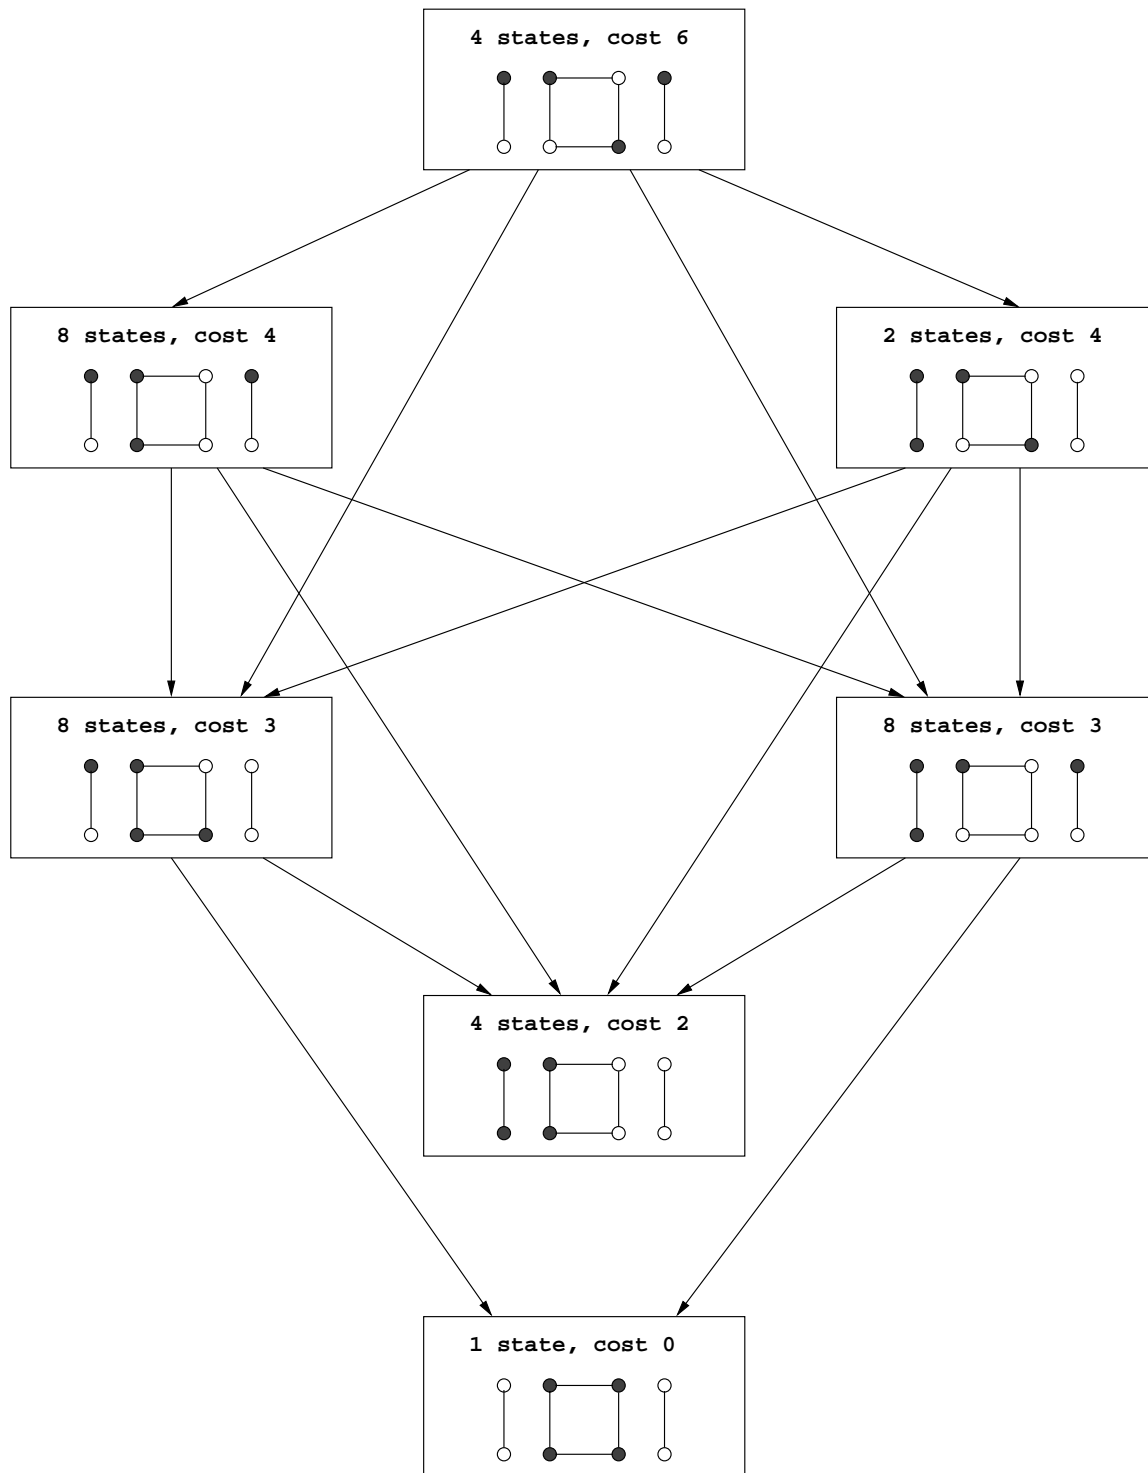 4 states, cost 6
8 states, cost 4
2 states, cost 4
8 states, cost 3
8 states, cost 3
4 states, cost 2
1 state, cost 0